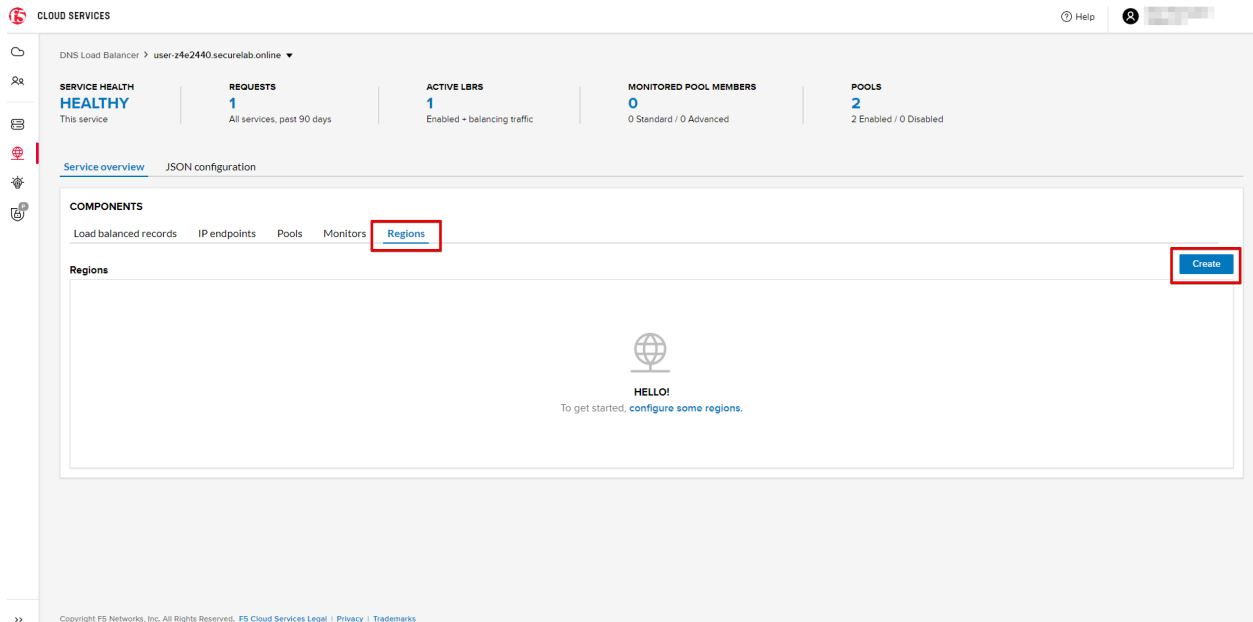 f5 CLOUD SERVICES
? Help
DNS Load Balancer > user-z4e2440.securelab.online
SERVICE HEALTH
HEALTHY
This service
REQUESTS
1
All services, past 90 days
ACTIVE LBRS
1
Enabled + balancing traffic
MONITORED POOL MEMBERS
0
0 Standard / 0 Advanced
POOLS
2
2 Enabled / 0 Disabled
Service overview JSON configuration
P
COMPONENTS
Load balanced records IP endpoints Pools Monitors Regions
Regions
Create
HELLO!
To get started, configure some regions.
Copyright F5 Networks, Inc. All Rights Reserved. F5 Cloud Services Legal | Privacy | Trademarks